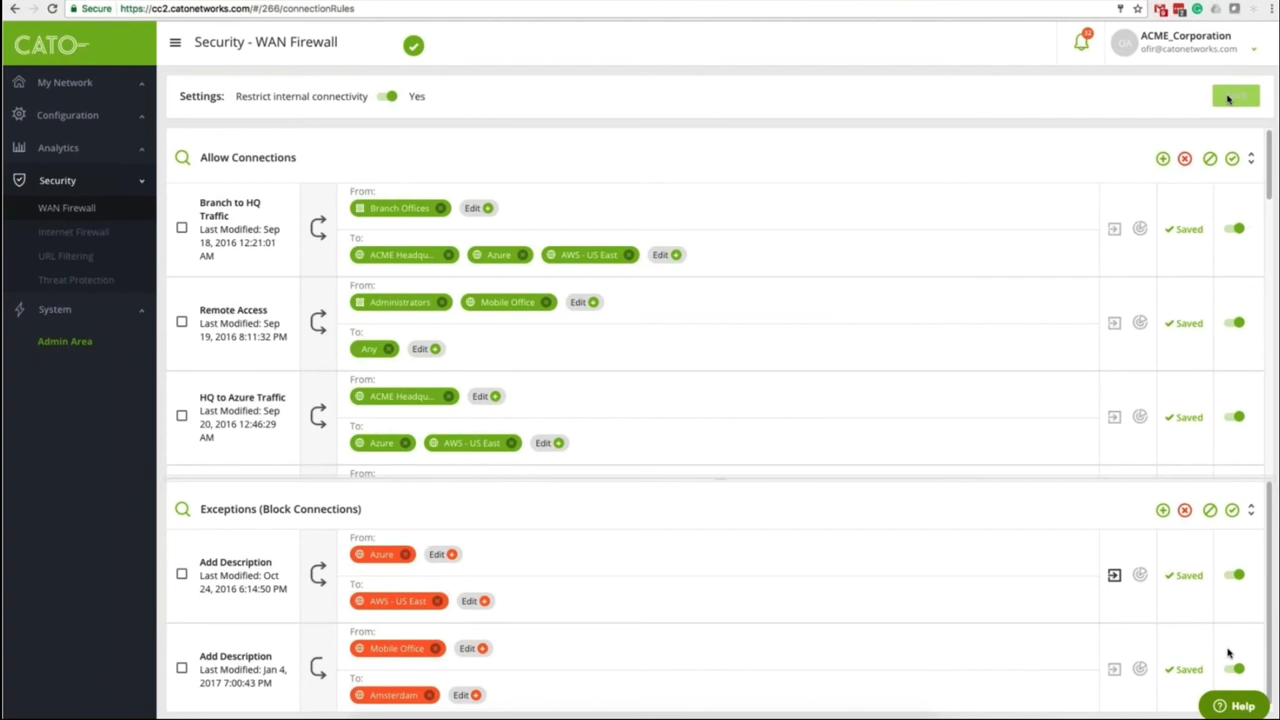 Secure https://cc2.catonetworks.com/#/266/connectionRules
CATO
Security - WAN Firewall
12
OA
ACME_Corporation
ofir@catonetworks.com
My Network
Configuration
Analytics
Security
WAN Firewall
Internet Firewall
URL Filtering
Threat Protection
System
Admin Area
Settings: Restrict internal connectivity Yes
Allow Connections
Branch to HQ
Traffic
Last Modified: Sep
18, 2016 12:21:01
AM
From:
Branch Offices Edit
To:
ACME Headqu... Azure AWS - US East Edit
Saved
Remote Access
Last Modified: Sep
19, 2016 8:11:32 PM
From:
Administrators Mobile Office Edit
To:
Any Edit
Saved
HQ to Azure Traffic
Last Modified: Sep
20, 2016 12:46:29
AM
From:
ACME Headqu... Edit
To:
Azure AWS - US East Edit
Saved
From:
Exceptions (Block Connections)
Add Description
Last Modified: Oct
24, 2016 6:14:50 PM
From:
Azure Edit
To:
AWS - US East Edit
Saved
Add Description
Last Modified: Jan 4,
2017 7:00:43 PM
From:
Mobile Office Edit
To:
Amsterdam Edit
Saved
Help